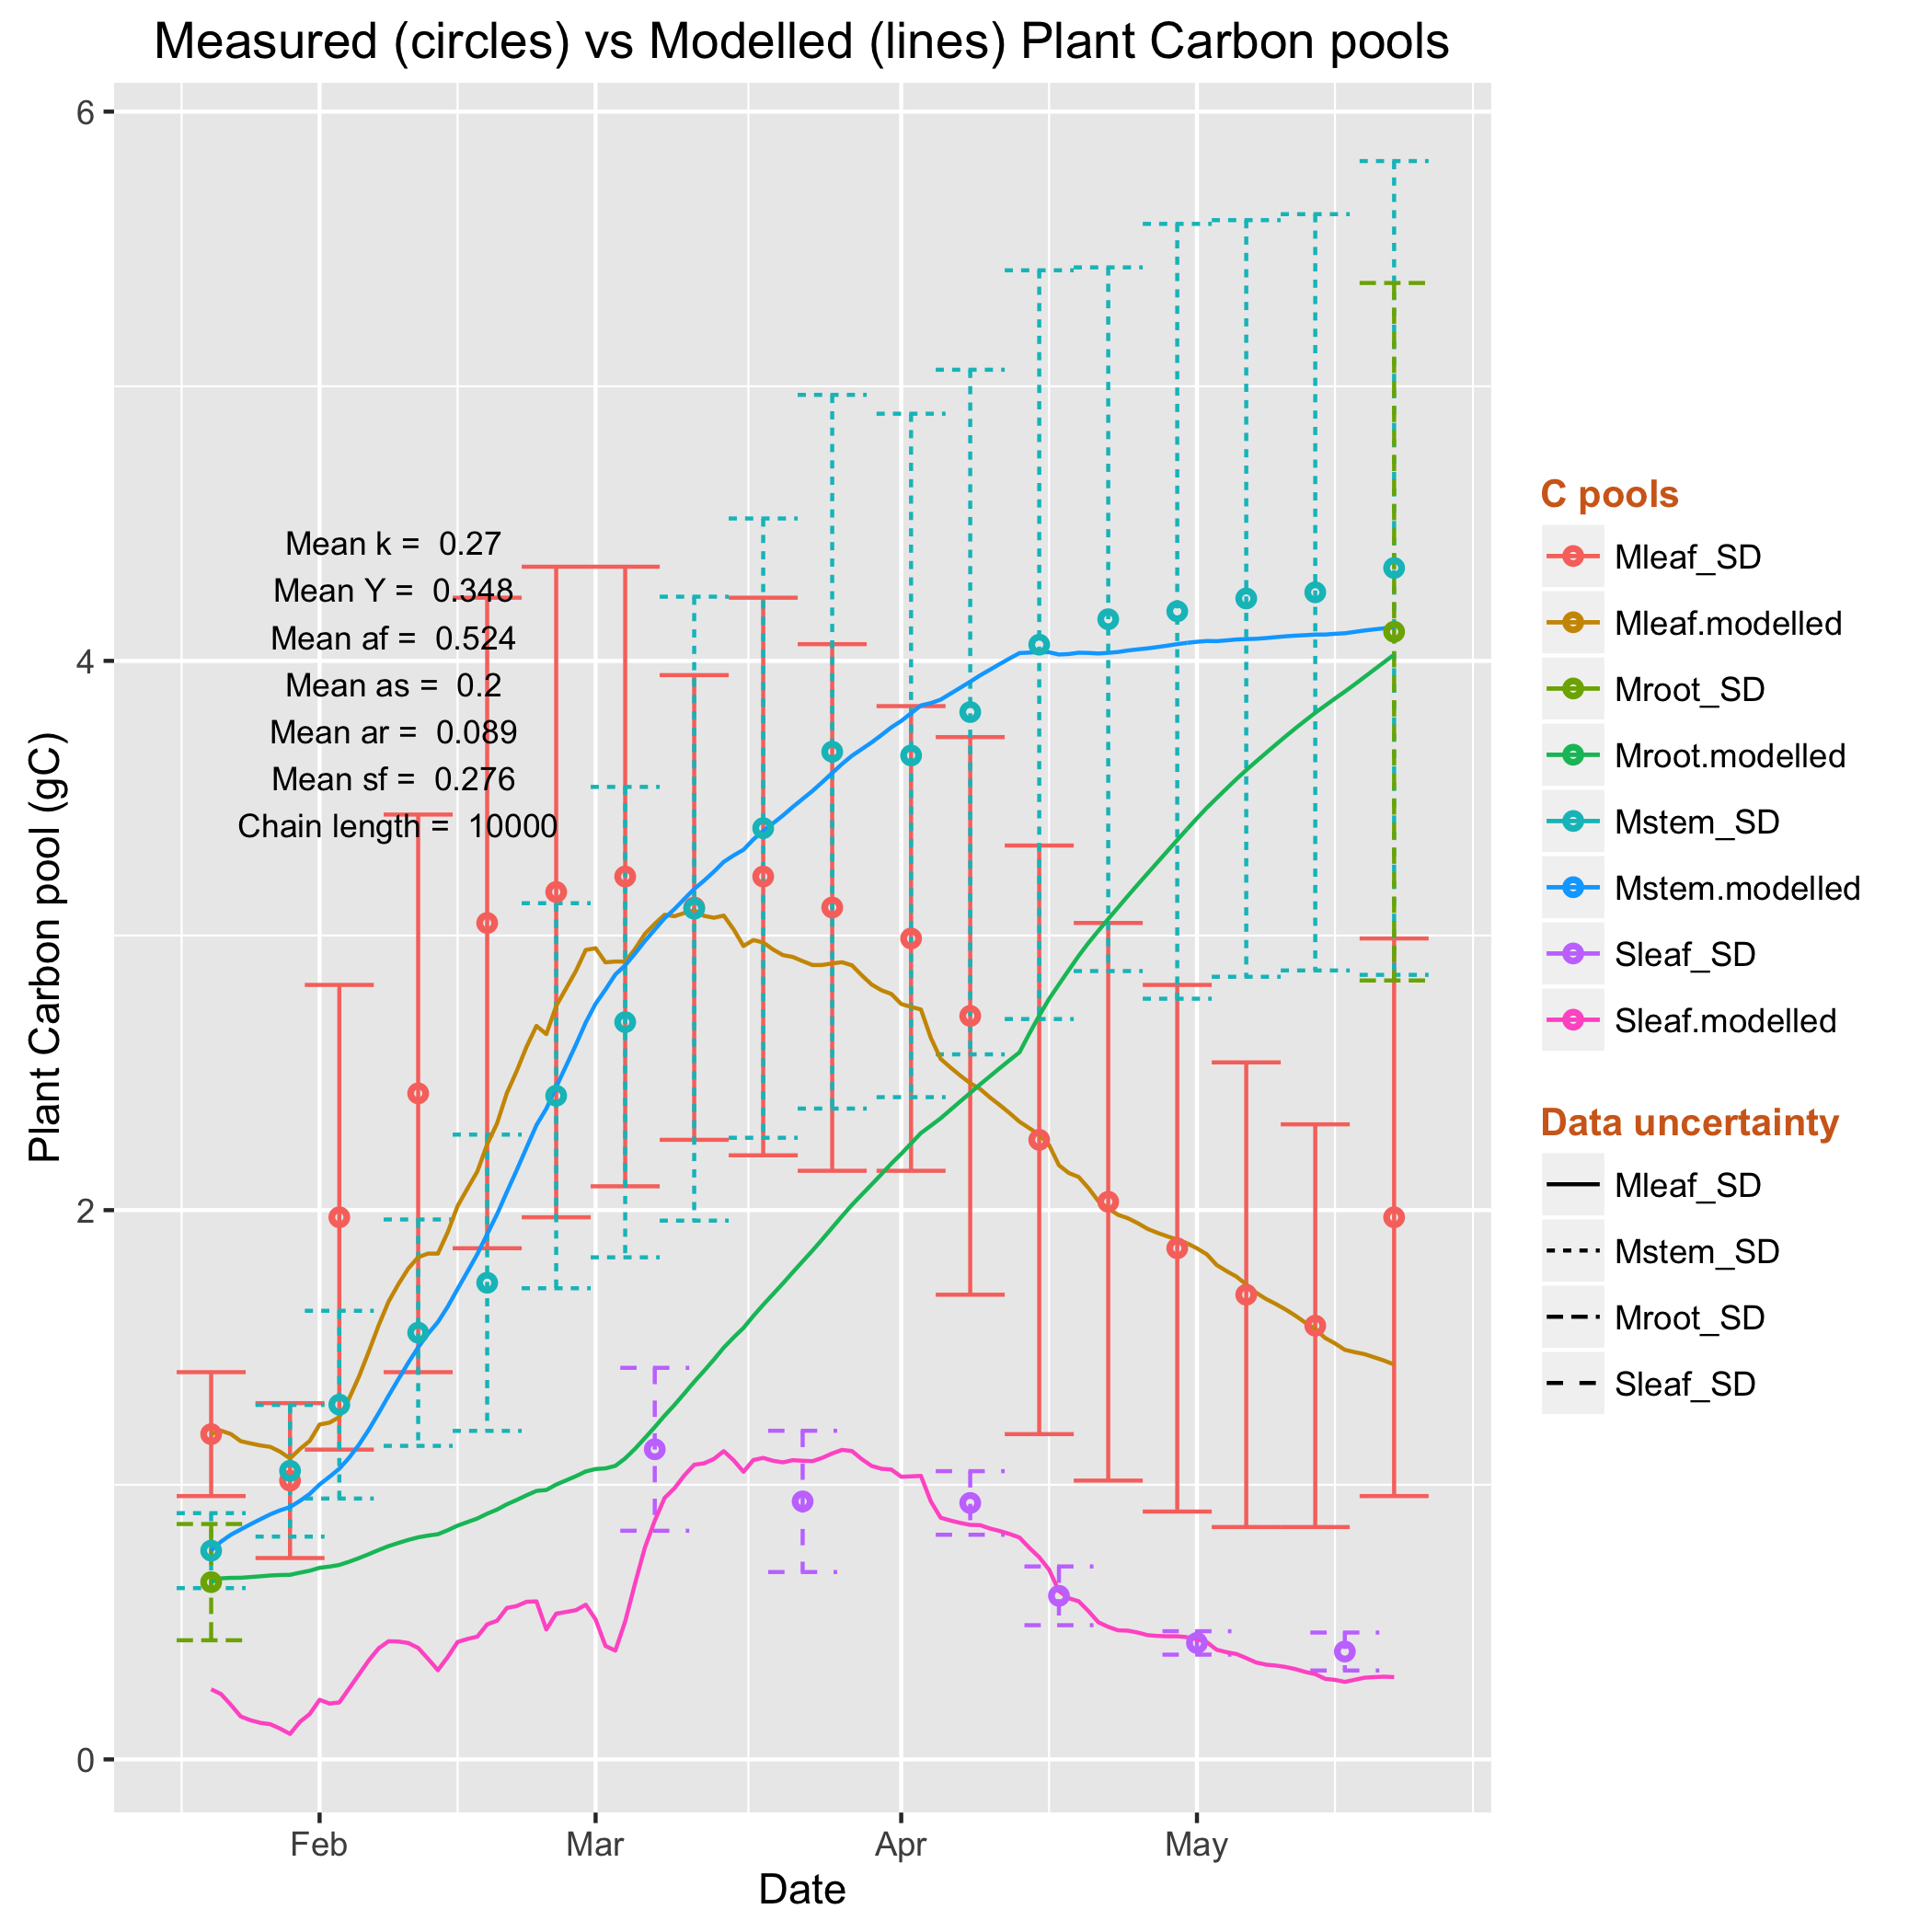 Measured (circles) vs Modelled (lines) Plant Carbon pools
Plant Carbon pool (gC)
6
4
2
0
Mean k = 0.27
Mean Y = 0.348
Mean af = 0.524
Mean as = 0.2
Mean ar = 0.089
Mean sf = 0.276
Chain length = 10000
Feb Mar Apr May
Date
C pools
Mleaf_SD
Mleaf.modelled
Mroot_SD
Mroot.modelled
Mstem_SD
Mstem.modelled
Sleaf_SD
Sleaf.modelled
Data uncertainty
Mleaf_SD
Mstem_SD
Mroot_SD
Sleaf_SD